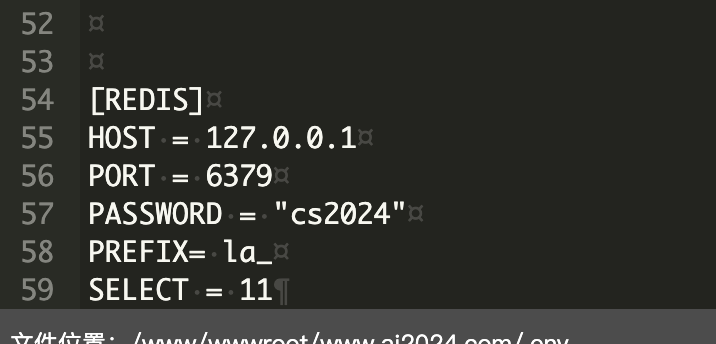 52 ¤
53 ¤
54 [REDIS]¤
55 HOST·=·127.0.0.1¤
56 PORT·=·6379¤
57 PASSWORD·=·"cs2024"¤
58 PREFIX=·la_¤
59 SELECT·=·11¶
文件位置：/www/wwwroot/www.ai2024.com/.env